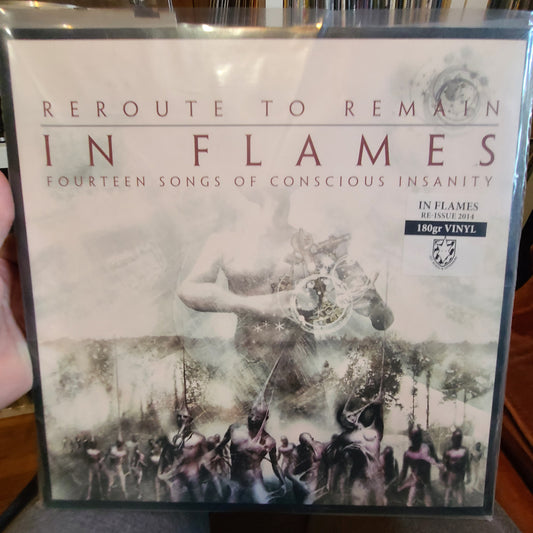 REROUTE TO REMAIN
IN FLAMES
FOURTEEN SONGS OF CONSCIOUS INSANITY
IN FLAMES
RE-ISSUE 2014
180gr VINYL